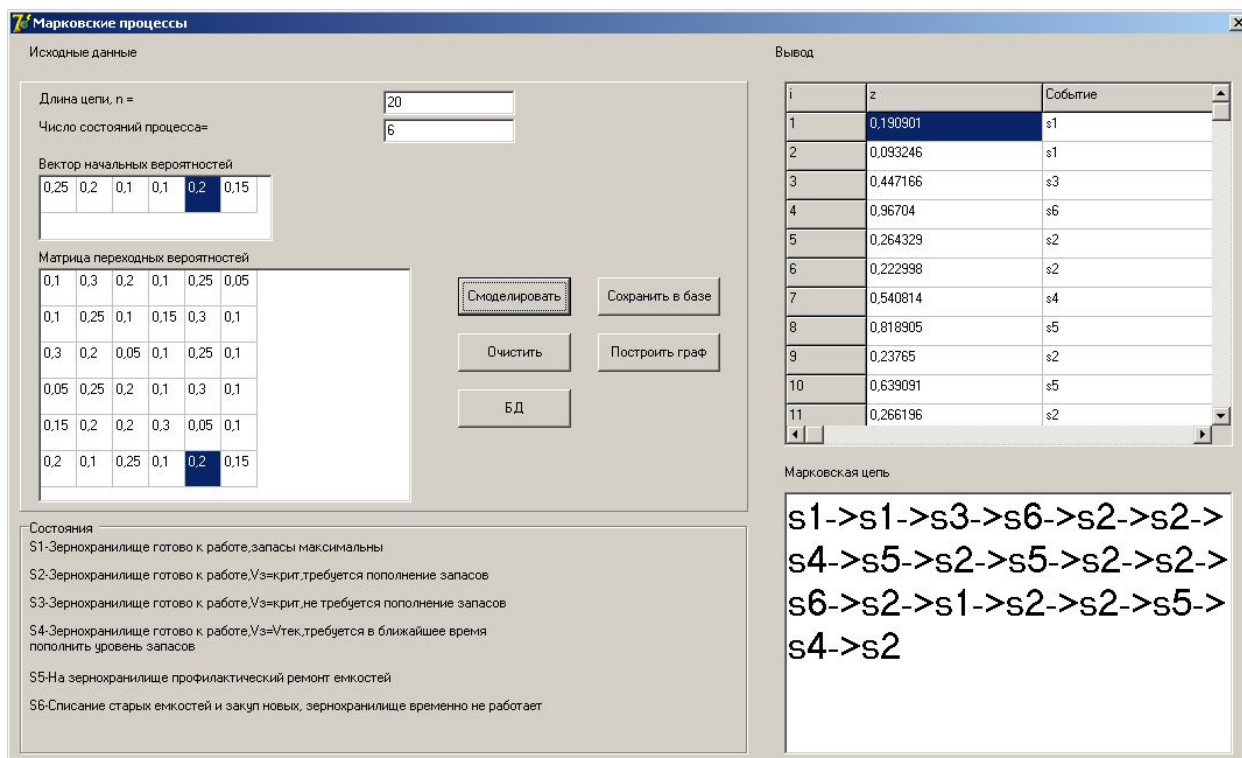 Марковские процессы
Исходные данные
Длина цепи, n =
20
Число состояний процесса=
6
Вектор начальных вероятностей
0,25 0,2 0,1 0,1 0,2 0,15
Матрица переходных вероятностей
0,1 0,3 0,2 0,1 0,25 0,05
0,1 0,25 0,1 0,15 0,3 0,1
0,3 0,2 0,05 0,1 0,25 0,1
0,05 0,25 0,2 0,1 0,3 0,1
0,15 0,2 0,2 0,3 0,05 0,1
0,2 0,1 0,25 0,1 0,2 0,15
Смоделировать
Сохранить в базе
Очистить
Построить граф
БД
Состояния
S1-Зернохранилище готово к работе,запасы максимальны
S2-Зернохранилище готово к работе,Vз=крит,требуется пополнение запасов
S3-Зернохранилище готово к работе,Vз=крит,не требуется пополнение запасов
S4-Зернохранилище готово к работе,Vз=Vтек,требуется в ближайшее время
пополнить уровень запасов
S5-На зернохранилище профилактический ремонт емкостей
S6-Списание старых емкостей и закуп новых, зернохранилище временно не работает
Вывод
i z Событие
1 0,190901 s1
2 0,093246 s1
3 0,447166 s3
4 0,96704 s6
5 0,264329 s2
6 0,222998 s2
7 0,540814 s4
8 0,818905 s5
9 0,23765 s2
10 0,639091 s5
11 0,266196 s2
Марковская цепь
s1->s1->s3->s6->s2->s2->
s4->s5->s2->s5->s2->s2->
s6->s2->s1->s2->s2->s5->
s4->s2